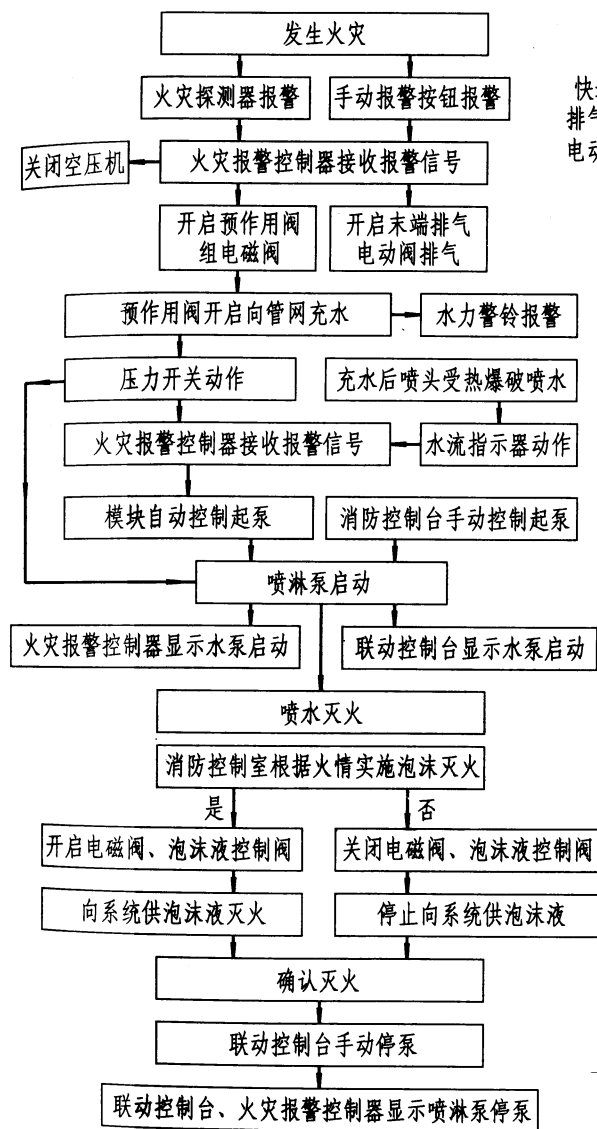 发生火灾
火灾探测器报警
手动报警按钮报警
关闭空压机
火灾报警控制器接收报警信号
开启预作用阀
组电磁阀
开启末端排气
电动阀排气
预作用阀开启向管网充水
水力警铃报警
压力开关动作
充水后喷头受热爆破喷水
火灾报警控制器接收报警信号
水流指示器动作
模块自动控制起泵
消防控制台手动控制起泵
喷淋泵启动
火灾报警控制器显示水泵启动
联动控制台显示水泵启动
喷水灭火
消防控制室根据火情实施泡沫灭火
是
否
开启电磁阀、泡沫液控制阀
关闭电磁阀、泡沫液控制阀
向系统供泡沫液灭火
停止向系统供泡沫液
确认灭火
联动控制台手动停泵
联动控制台、火灾报警控制器显示喷淋泵停泵
快
排气
电动